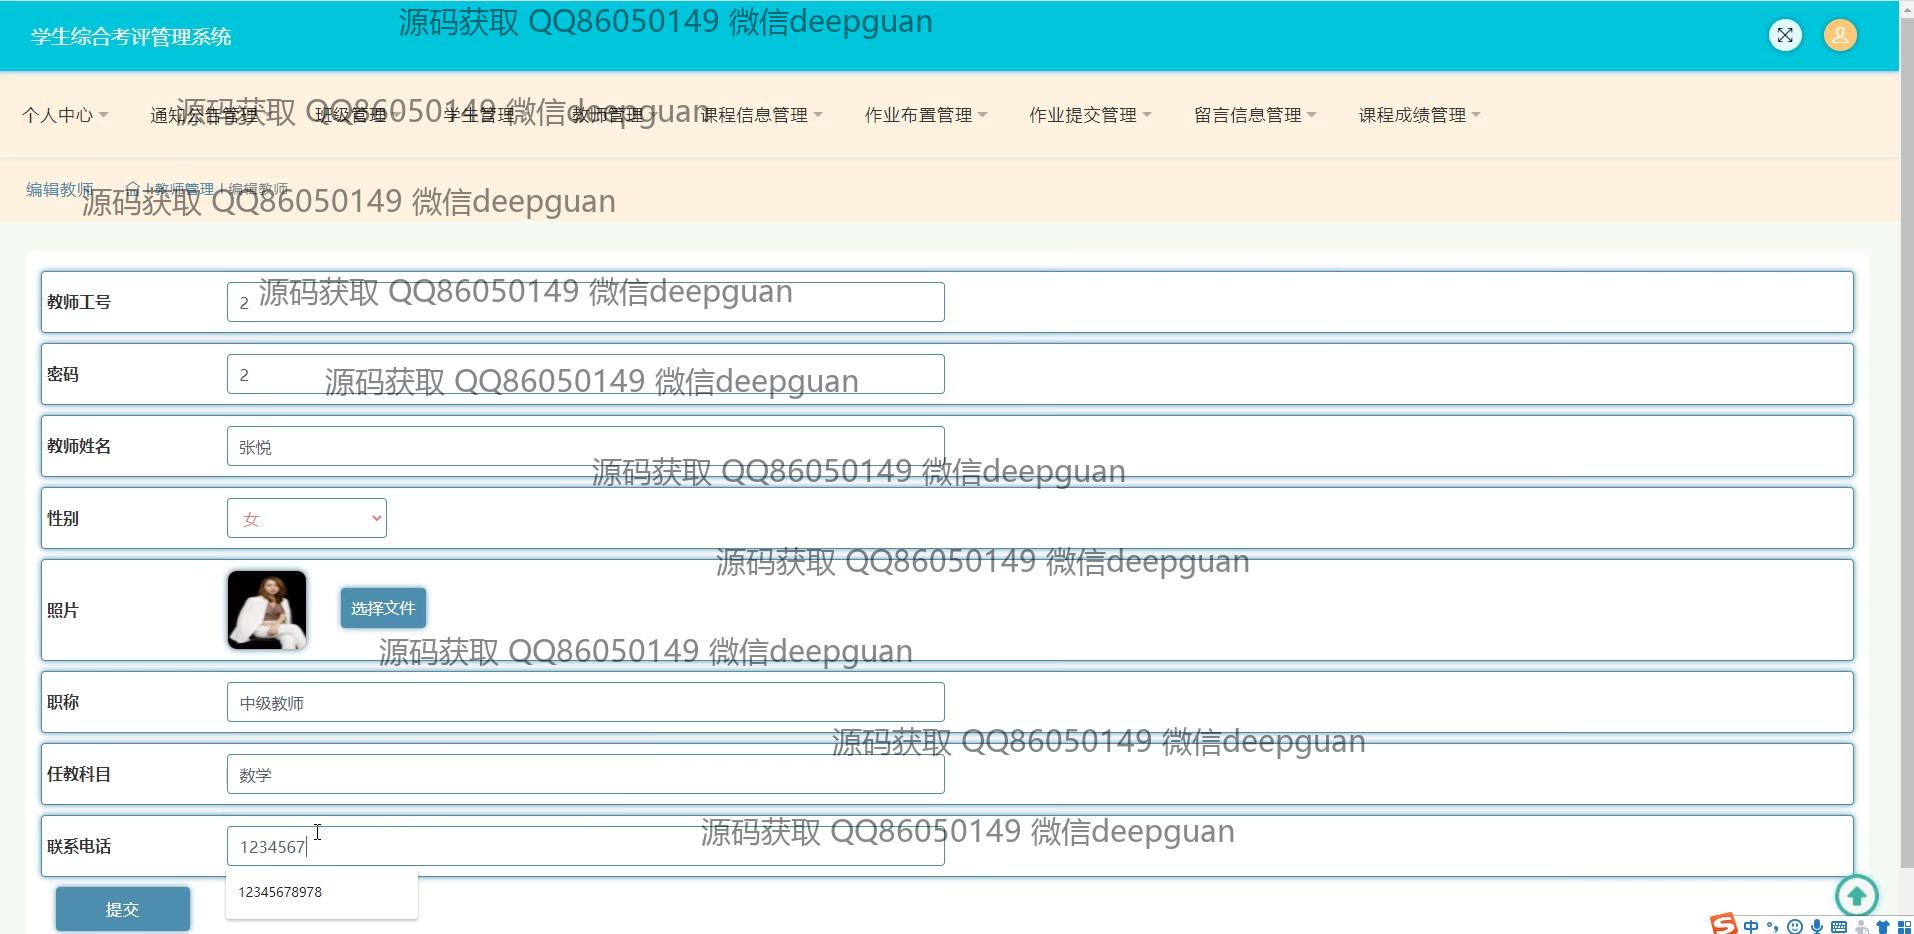 源码获取 QQ86050149 微信deepguan
学生综合考评管理系统
源码获取 QQ86050149 微信deepguan
个人中心 通知公告管理 班级管理 学生管理 教师管理 课程信息管理 作业布置管理 作业提交管理 留言信息管理 课程成绩管理
编辑教师 | 教师管理 | 编辑教师
源码获取 QQ86050149 微信deepguan
源码获取 QQ86050149 微信deepguan
教师工号 2
密码 2
源码获取 QQ86050149 微信deepguan
教师姓名 张悦
源码获取 QQ86050149 微信deepguan
性别 女
源码获取 QQ86050149 微信deepguan
照片 选择文件
源码获取 QQ86050149 微信deepguan
职称 中级教师
源码获取 QQ86050149 微信deepguan
任教科目 数学
源码获取 QQ86050149 微信deepguan
联系电话 1234567
12345678978
提交
中